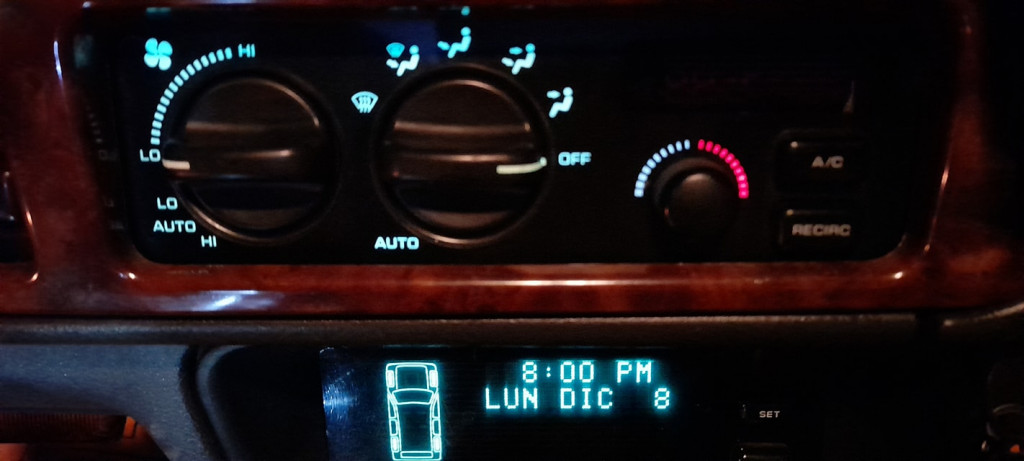 HI
LO
LO
AUTO
HI
OFF
AUTO
A/C
RECIRC
8:00 PM
LUN DIC 8
SET